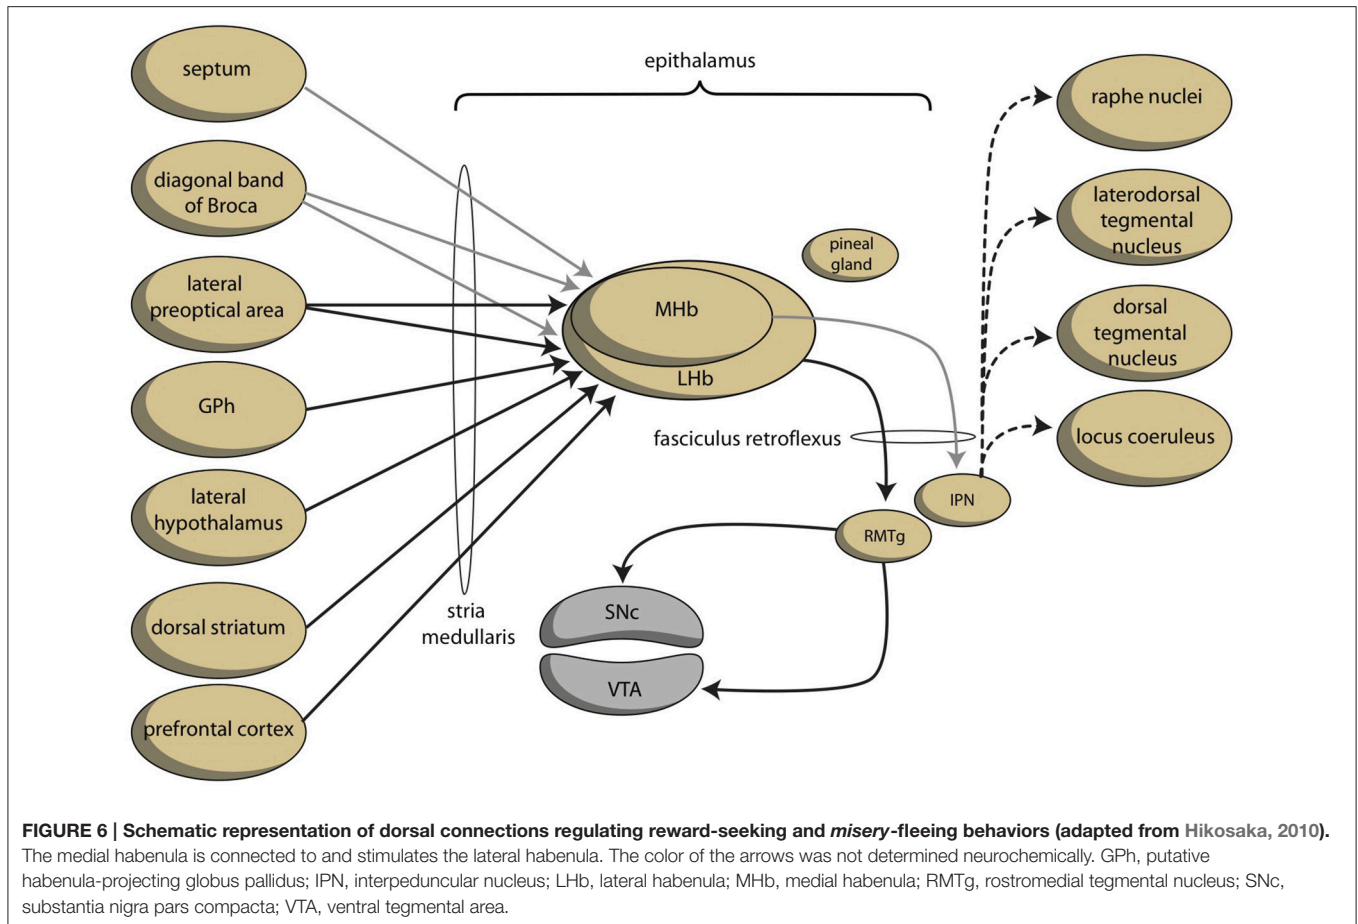 septum
diagonal band
of Broca
lateral
preoptical area
GPh
lateral
hypothalamus
dorsal striatum
prefrontal cortex
epithalamus
stria
medullaris
MHb
LHb
pineal
gland
fasciculus retroflexus
RMTg
IPN
SNc
VTA
raphe nuclei
laterodorsal
tegmental
nucleus
dorsal
tegmental
nucleus
locus coeruleus
FIGURE 6 | Schematic representation of dorsal connections regulating reward-seeking and misery-fleeing behaviors (adapted from Hikosaka, 2010).
The medial habenula is connected to and stimulates the lateral habenula. The color of the arrows was not determined neurochemically. GPh, putative
habenula-projecting globus pallidus; IPN, interpeduncular nucleus; LHb, lateral habenula; MHb, medial habenula; RMTg, rostromedial tegmental nucleus; SNc,
substantia nigra pars compacta; VTA, ventral tegmental area.